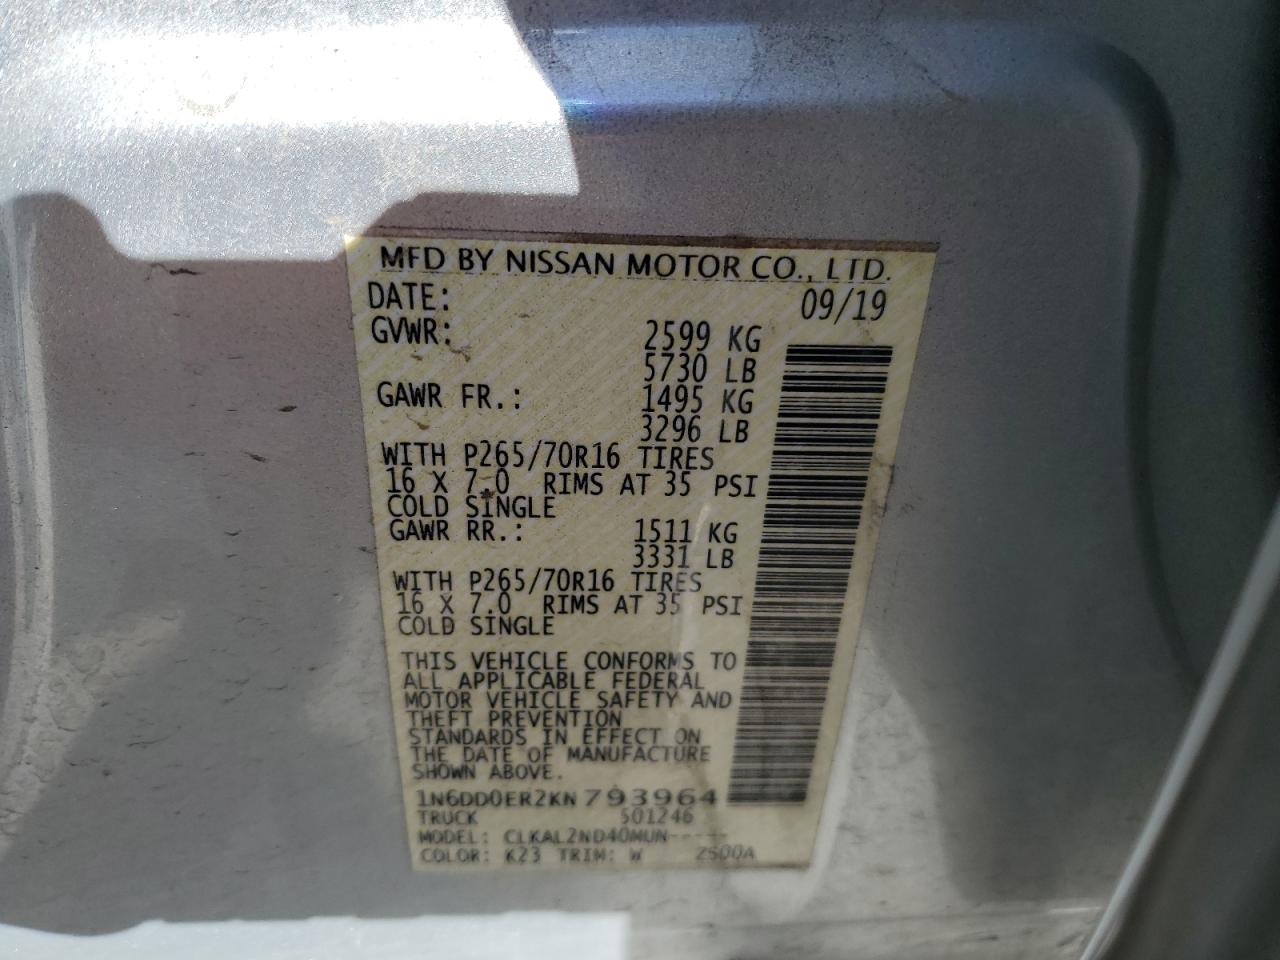 MFD BY NISSAN MOTOR CO., LTD.
DATE: 09/19
GVWR: 2599 KG
5730 LB
GAWR FR.: 1495 KG
3296 LB
WITH P265/70R16 TIRES
16 X 7.0 RIMS AT 35 PSI
COLD SINGLE
GAWR RR.: 1511 KG
3331 LB
WITH P265/70R16 TIRES
16 X 7.0 RIMS AT 35 PSI
COLD SINGLE
THIS VEHICLE CONFORMS TO
ALL APPLICABLE FEDERAL
MOTOR VEHICLE SAFETY AND
THEFT PREVENTION
STANDARDS IN EFFECT ON
THE DATE OF MANUFACTURE
SHOWN ABOVE.
1N6DD0ER2KN793964
TRUCK 501246
MODEL: CLKAL2ND40MUN-----
COLOR: K23 TRIM: W 2500A